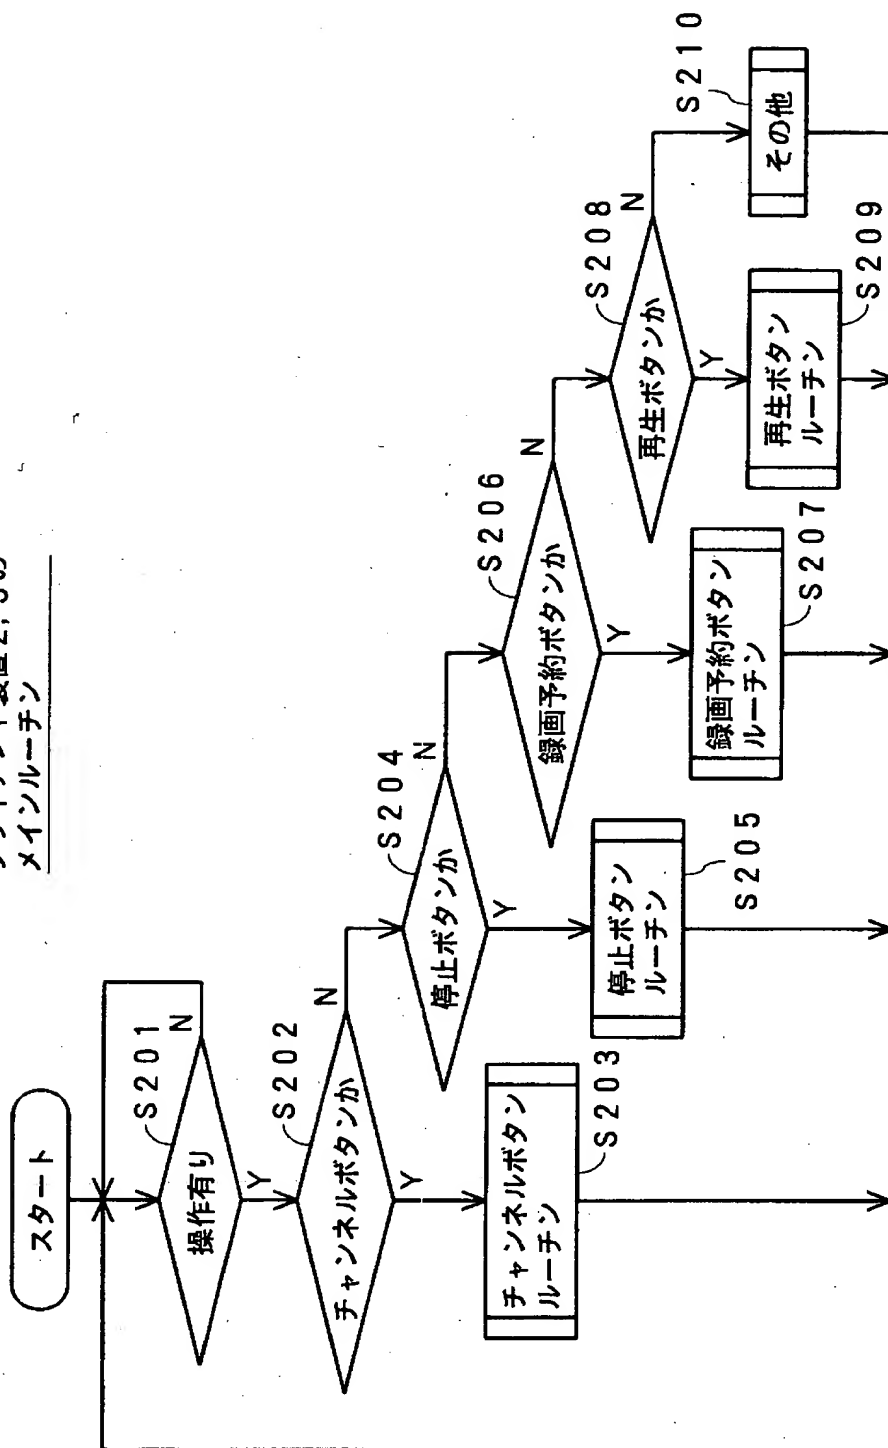 メインルーチン
スタート
操作有り
S201
N
Y
チャンネルボタンか
S202
N
Y
チャンネルボタン
ルーチン
S203
停止ボタンか
S204
N
Y
停止ボタン
ルーチン
S205
録画予約ボタンか
S206
N
Y
録画予約ボタン
ルーチン
S207
再生ボタンか
S208
N
Y
再生ボタン
ルーチン
S209
その他
S210